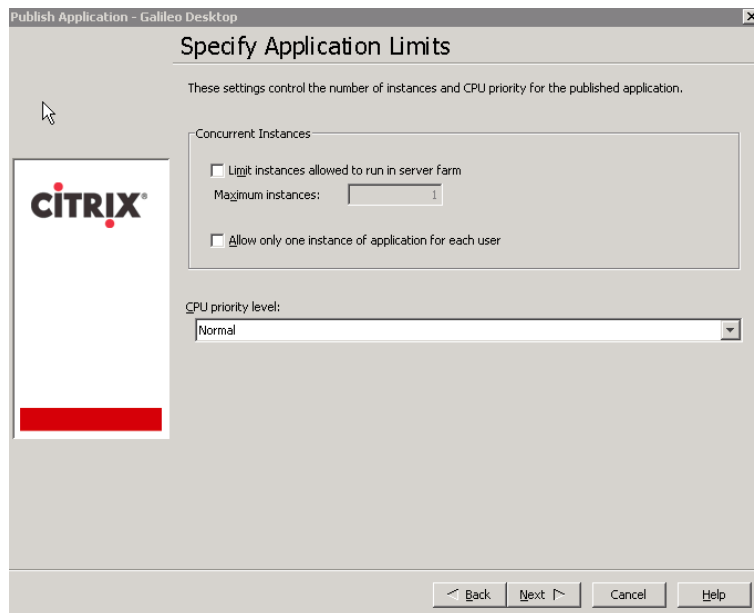 Publish Application - Galileo Desktop
Specify Application Limits
These settings control the number of instances and CPU priority for the published application.
Concurrent Instances
Limit instances allowed to run in server farm
Maximum instances: 1
Allow only one instance of application for each user
CITRIX®
CPU priority level:
Normal
Back Next Cancel Help